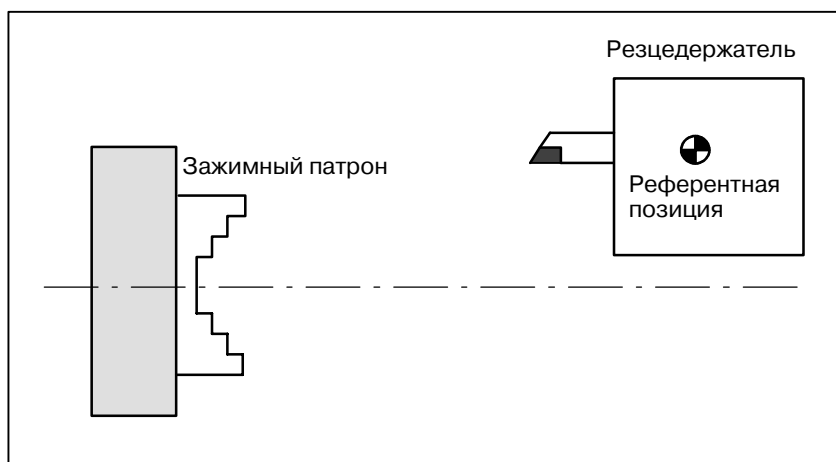 Резцедержатель
Зажимный патрон
Референтная
позиция